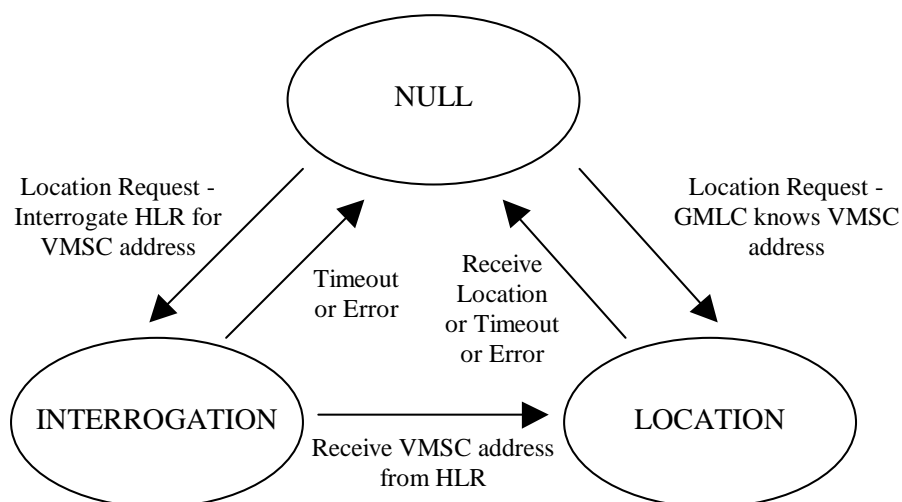 NULL
Location Request -
Interrogate HLR for
VMSC address
Location Request -
GMLC knows VMSC
address
Timeout
or Error
Receive
Location
or Timeout
or Error
INTERROGATION
LOCATION
Receive VMSC address
from HLR